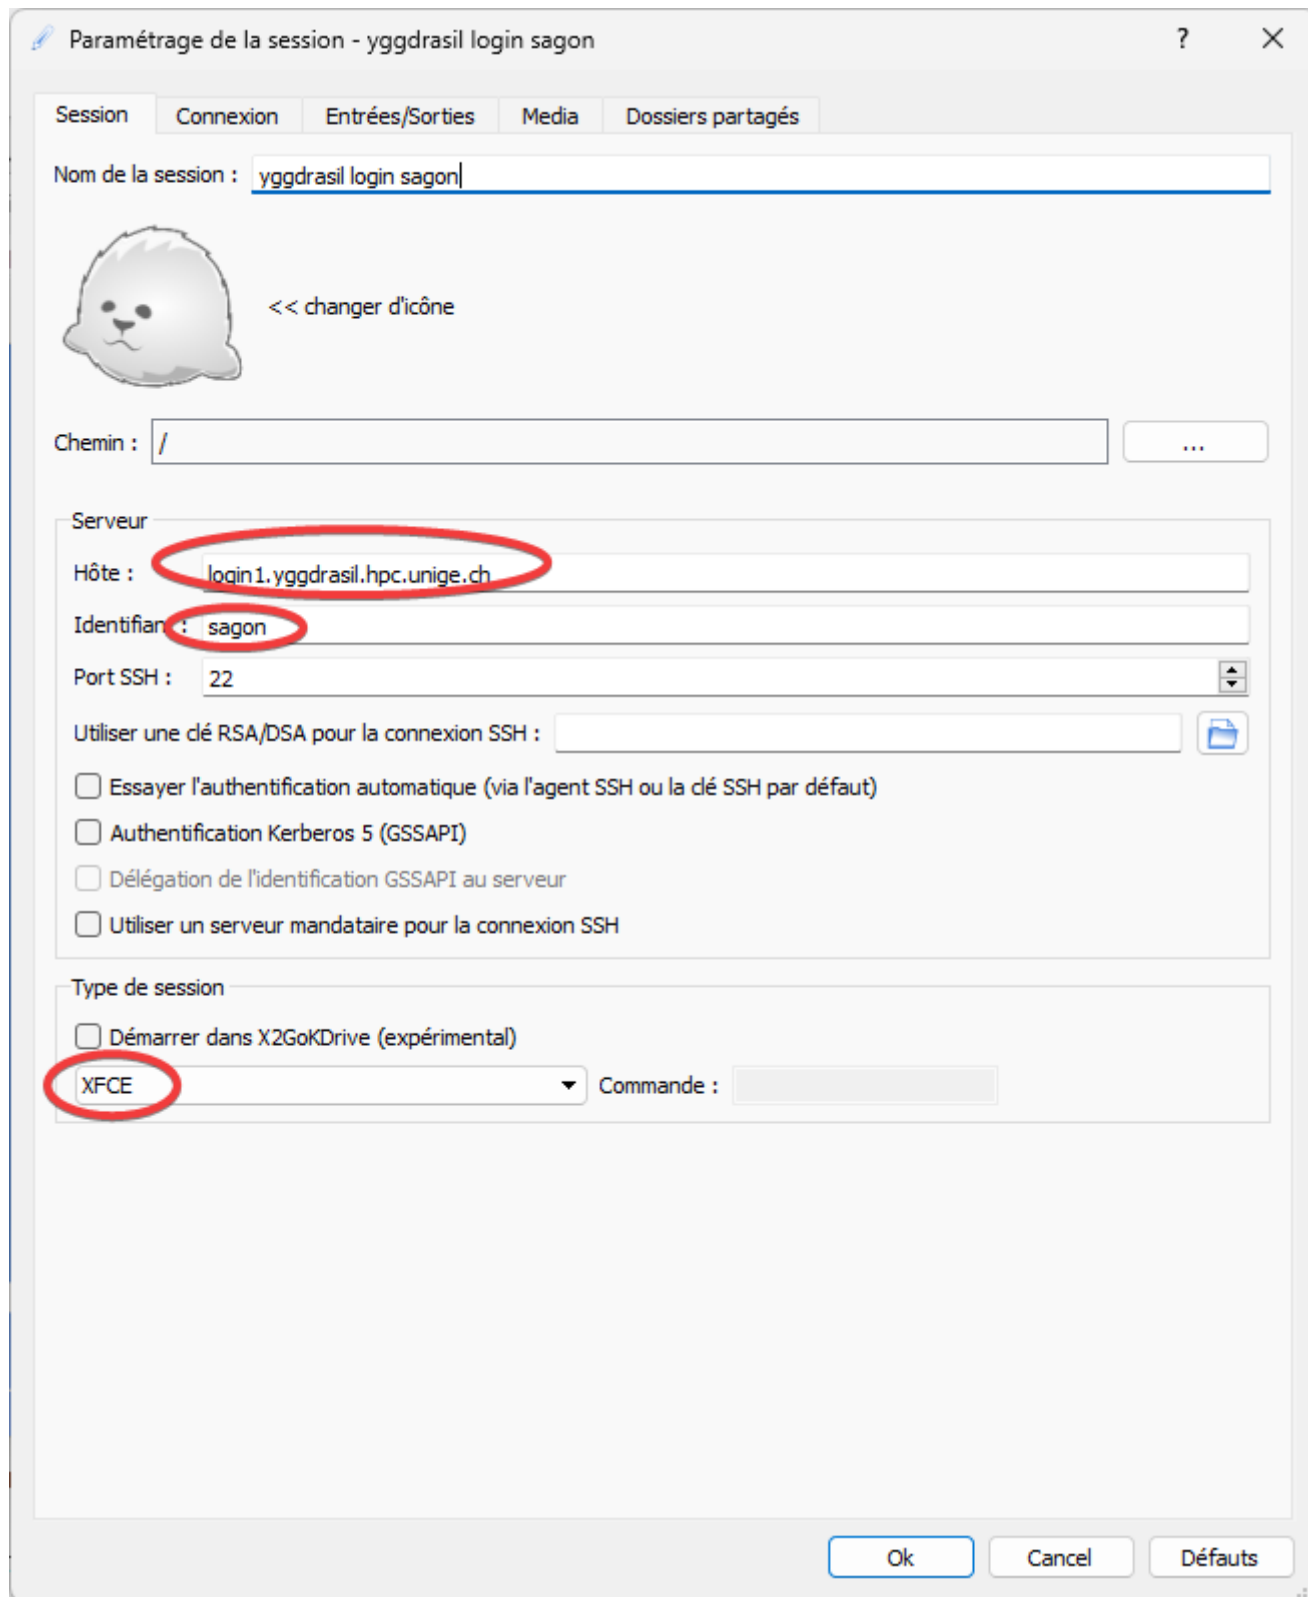 Paramétrage de la session - yggdrasil login sagon
?
Session
Connexion
Entrées/Sorties
Media
Dossiers partagés
Nom de la session :
yggdrasil login sagon
<< changer d'icône
Chemin :
/
...
Serveur
Hôte :
login1.yggdrasil.hpc.unige.ch
Identifian :
sagon
Port SSH :
22
Utiliser une clé RSA/DSA pour la connexion SSH :
Essayer l'authentification automatique (via l'agent SSH ou la clé SSH par défaut)
Authentification Kerberos 5 (GSSAPI)
Délégation de l'identification GSSAPI au serveur
Utiliser un serveur mandataire pour la connexion SSH
Type de session
Démarrer dans X2GoKDrive (expérimental)
XFCE
Commande :
Ok
Cancel
Défauts